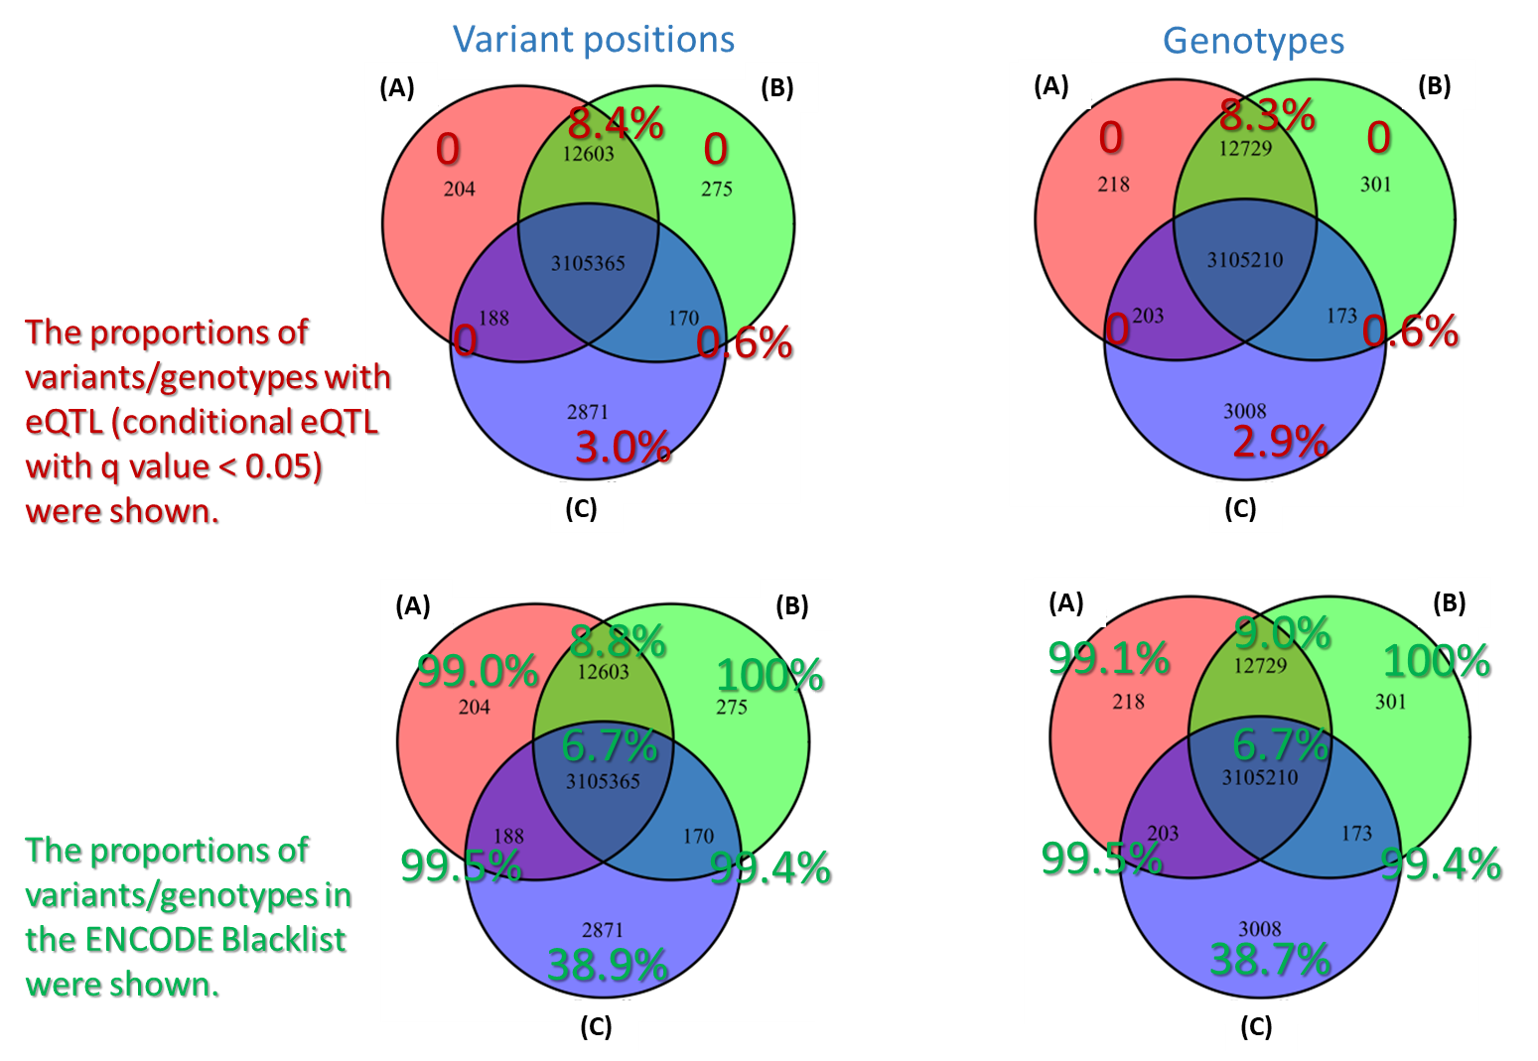 Variant positions
Genotypes
(A)
(B)
(A)
(B)
8.4%
0
0
12603
204
275
3105365
188
170
0
0.6%
2871
3.0%
(C)
8.3%
0
0
12729
218
301
3105210
203
173
0
0.6%
3008
2.9%
(C)
The proportions of
variants/genotypes with
eQTL (conditional eQTL
with q value < 0.05)
were shown.
(A)
(B)
8.8%
99.0%
100%
12603
204
275
6.7%
3105365
188
170
99.5%
99.4%
2871
38.9%
(C)
(A)
(B)
9.0%
99.1%
100%
12729
218
301
6.7%
3105210
203
173
99.5%
99.4%
3008
38.7%
(C)
The proportions of
variants/genotypes in
the ENCODE Blacklist
were shown.